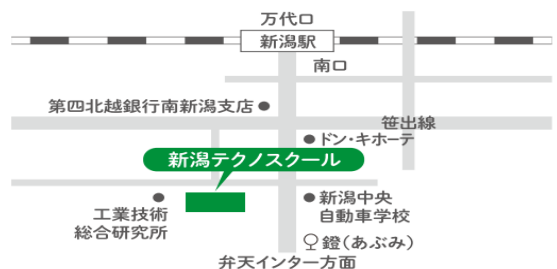 万代口
新潟駅
南口
第四北越銀行南新潟支店
笹出線
ドン・キホーテ
新潟テクノスクール
工業技術
総合研究所
新潟中央
自動車学校
鐙(あぶみ)
弁天インター方面